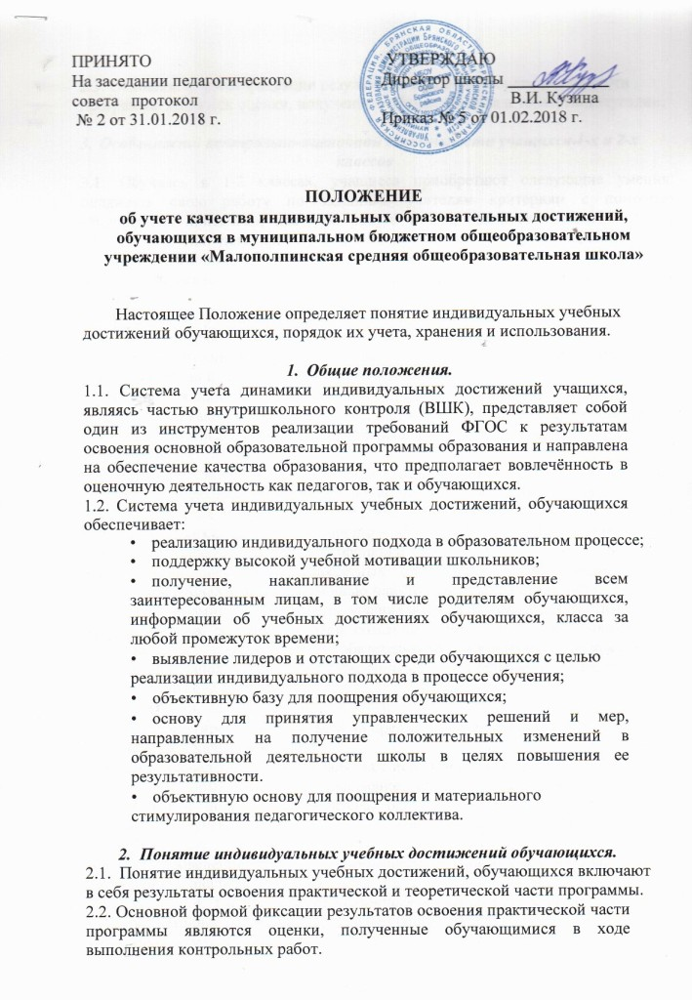 ПРИНЯТО
На заседании педагогического
совета протокол
№ 2 от 31.01.2018 г.
УТВЕРЖДАЮ
Директор школы
В.И. Кузина
Приказ № 5 от 01.02.2018 г.
ПОЛОЖЕНИЕ
об учете качества индивидуальных образовательных достижений,
обучающихся в муниципальном бюджетном общеобразовательном
учреждении «Малополпинская средняя общеобразовательная школа»
Настоящее Положение определяет понятие индивидуальных учебных
достижений обучающихся, порядок их учета, хранения и использования.
1. Общие положения.
1.1. Система учета динамики индивидуальных достижений учащихся,
являясь частью внутришкольного контроля (ВШК), представляет собой
один из инструментов реализации требований ФГОС к результатам
освоения основной образовательной программы образования и направлена
на обеспечение качества образования, что предполагает вовлечённость в
оценочную деятельность как педагогов, так и обучающихся.
1.2. Система учета индивидуальных учебных достижений, обучающихся
обеспечивает:
• реализацию индивидуального подхода в образовательном процессе;
• поддержку высокой учебной мотивации школьников;
• получение, накапливание и представление всем
заинтересованным лицам, в том числе родителям обучающихся,
информации об учебных достижениях обучающихся, класса за
любой промежуток времени;
• выявление лидеров и отстающих среди обучающихся с целью
реализации индивидуального подхода в процессе обучения;
• объективную базу для поощрения обучающихся;
• основу для принятия управленческих решений и мер,
направленных на получение положительных изменений в
образовательной деятельности школы в целях повышения ее
результативности.
• объективную основу для поощрения и материального
стимулирования педагогического коллектива.
2. Понятие индивидуальных учебных достижений обучающихся.
2.1. Понятие индивидуальных учебных достижений, обучающихся включают
в себя результаты освоения практической и теоретической части программы.
2.2. Основной формой фиксации результатов освоения практической части
программы являются оценки, полученные обучающимися в ходе
выполнения контрольных работ.